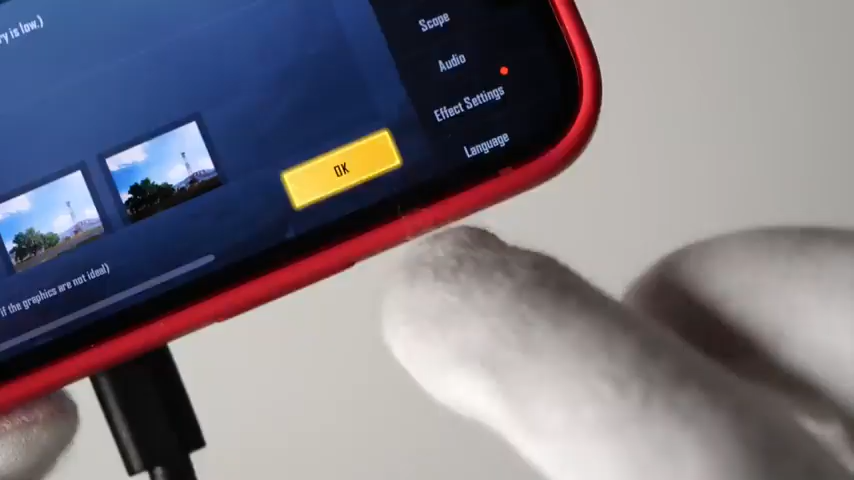 ry is low.)
Scope
Audio
Effect Settings
Language
OK
if the graphics are not ideal)